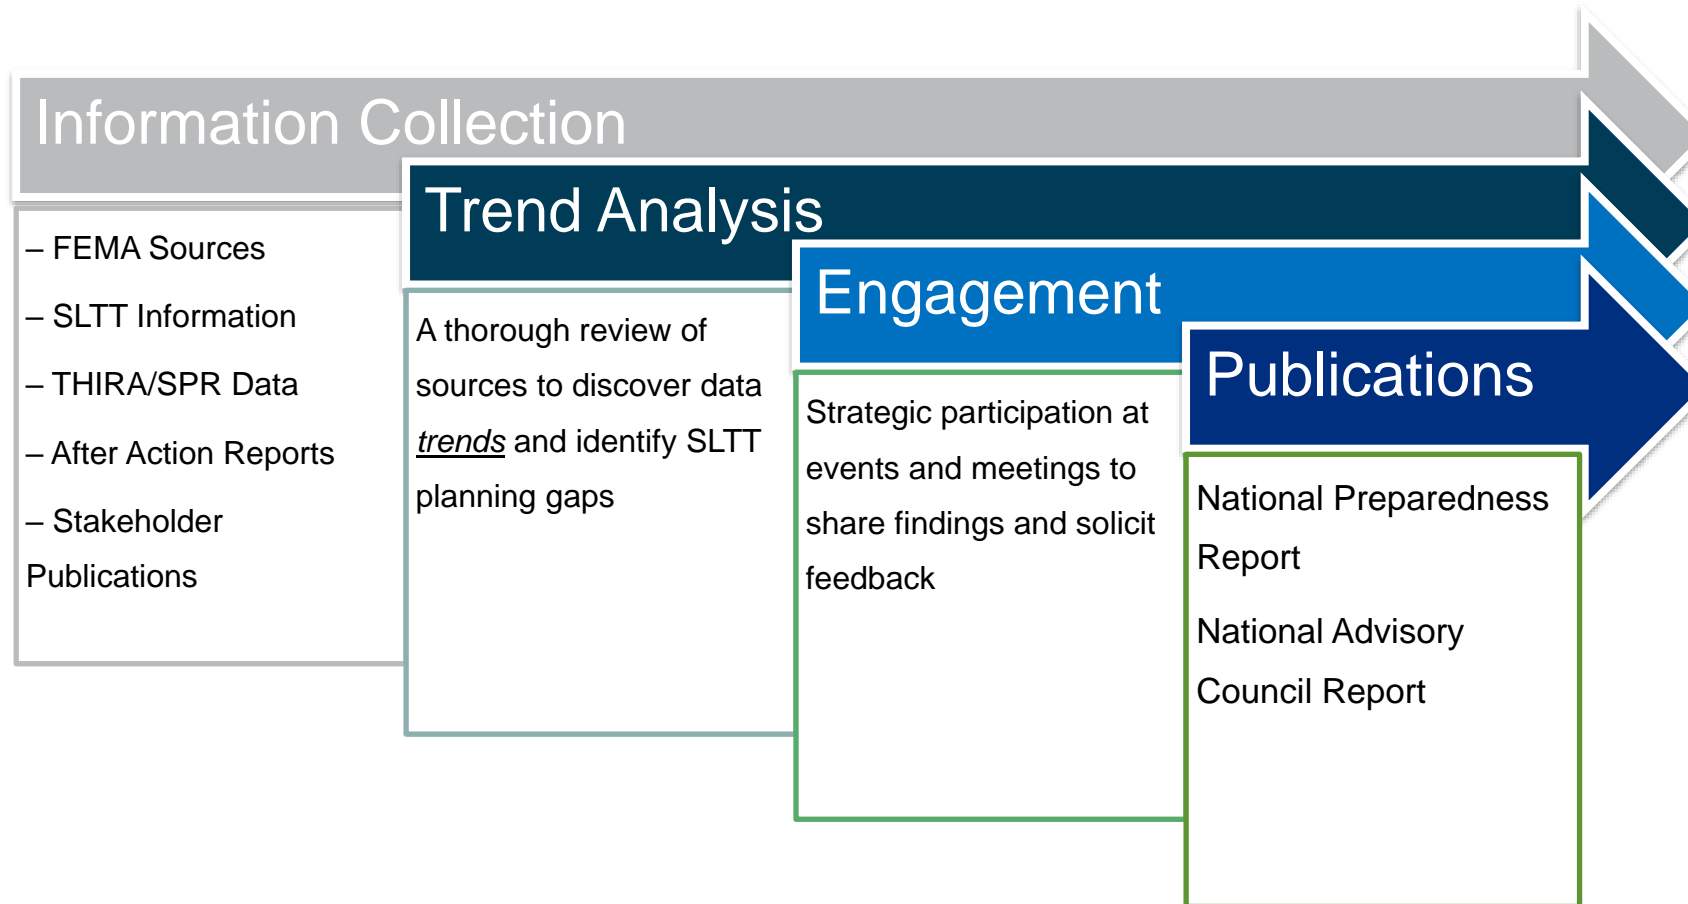 Information Collection
– FEMA Sources
– SLTT Information
– THIRA/SPR Data
– After Action Reports
– Stakeholder
Publications
Trend Analysis
A thorough review of
sources to discover data
trends and identify SLTT
planning gaps
Engagement
Strategic participation at
events and meetings to
share findings and solicit
feedback
Publications
National Preparedness
Report
National Advisory
Council Report